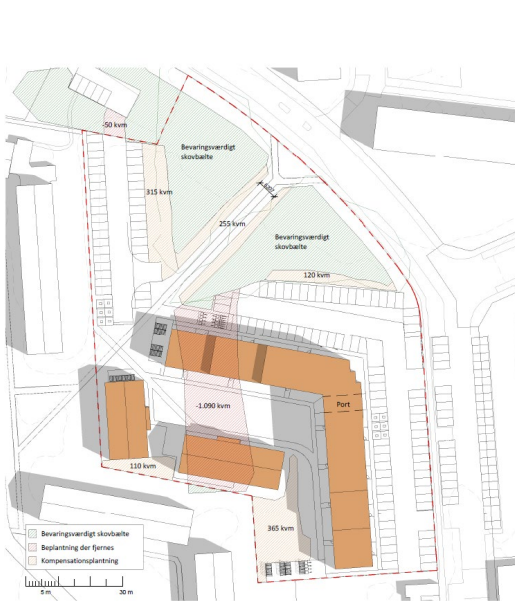 -50 kvm
Bevaringsværdigt
skovbælte
315 kvm
255 kvm
Bevaringsværdigt
skovbælte
120 kvm
-1.090 kvm
Port
110 kvm
365 kvm
Bevaringsværdigt skovbælte
Beplantning der fjernes
Kompensationsplantning
5 m
30 m